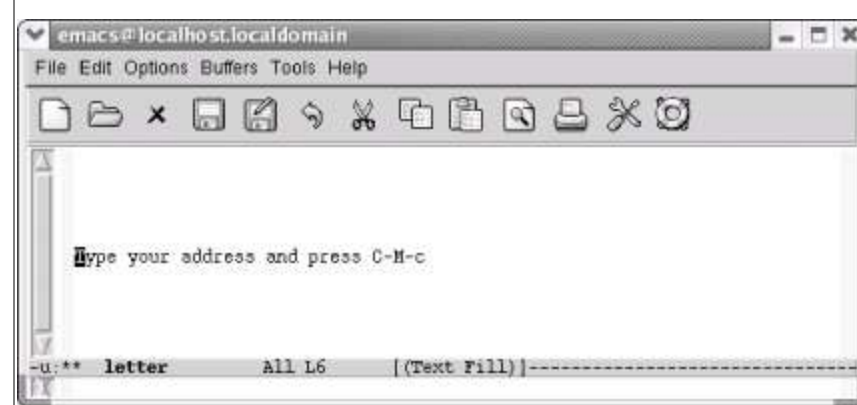 emacs@localhost.localdomain
File Edit Options Buffers Tools Help
Type your address and press C-M-c
-u:** letter All L6 [(Text Fill)]------------------------------